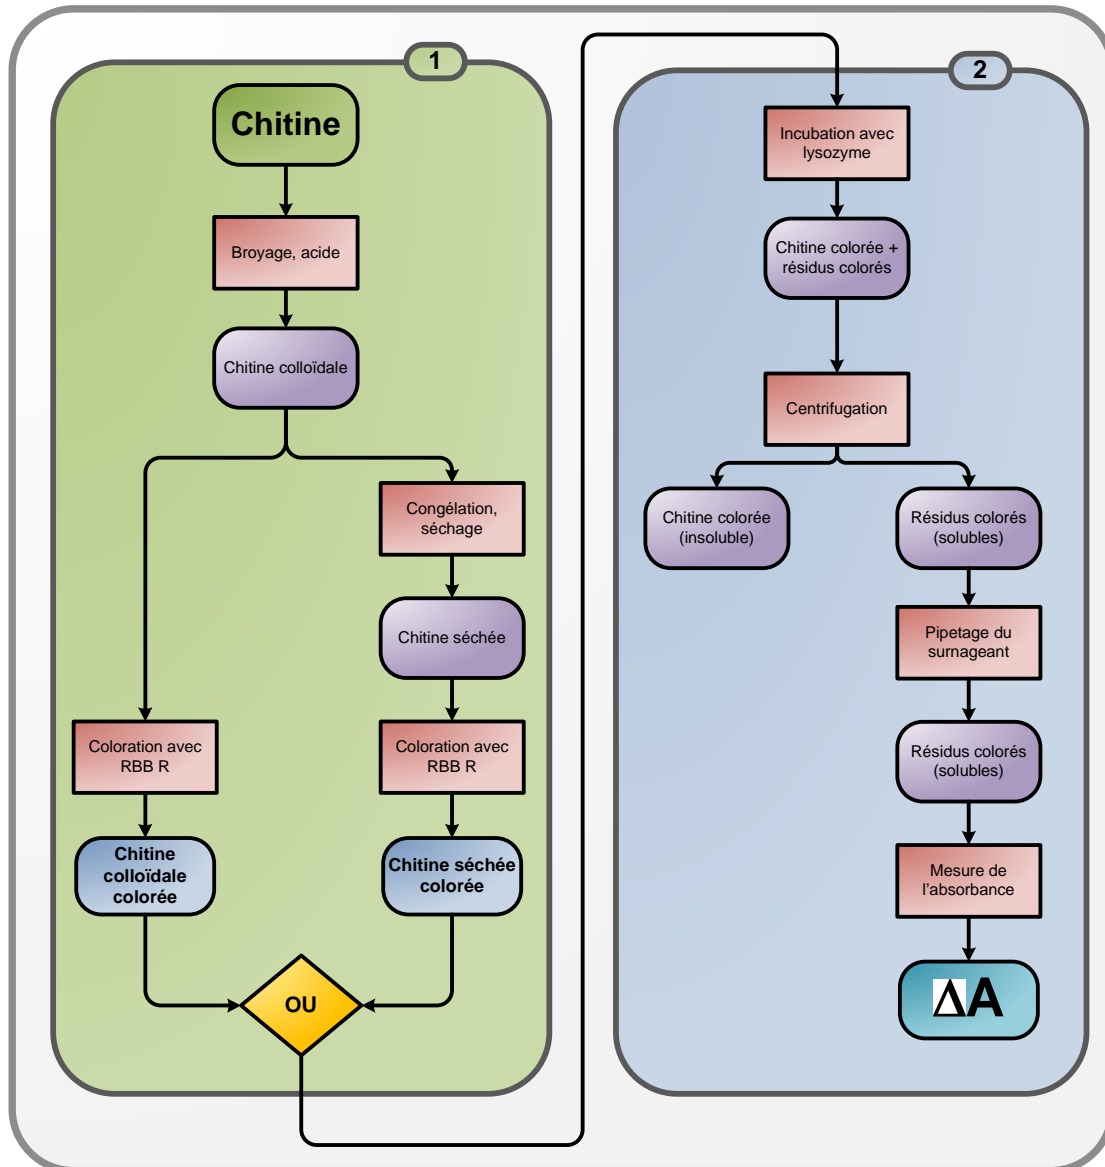 1
Chitine
Broyage, acide
Chitine colloïdale
Congélation,
séchage
Chitine séchée
Coloration avec
RBB R
Coloration avec
RBB R
Chitine
colloïdale
colorée
Chitine séchée
colorée
OU
2
Incubation avec
lysozyme
Chitine colorée +
résidus colorés
Centrifugation
Chitine colorée
(insoluble)
Résidus colorés
(solubles)
Pipetage du
surnageant
Résidus colorés
(solubles)
Mesure de
l’absorbance
ΔA